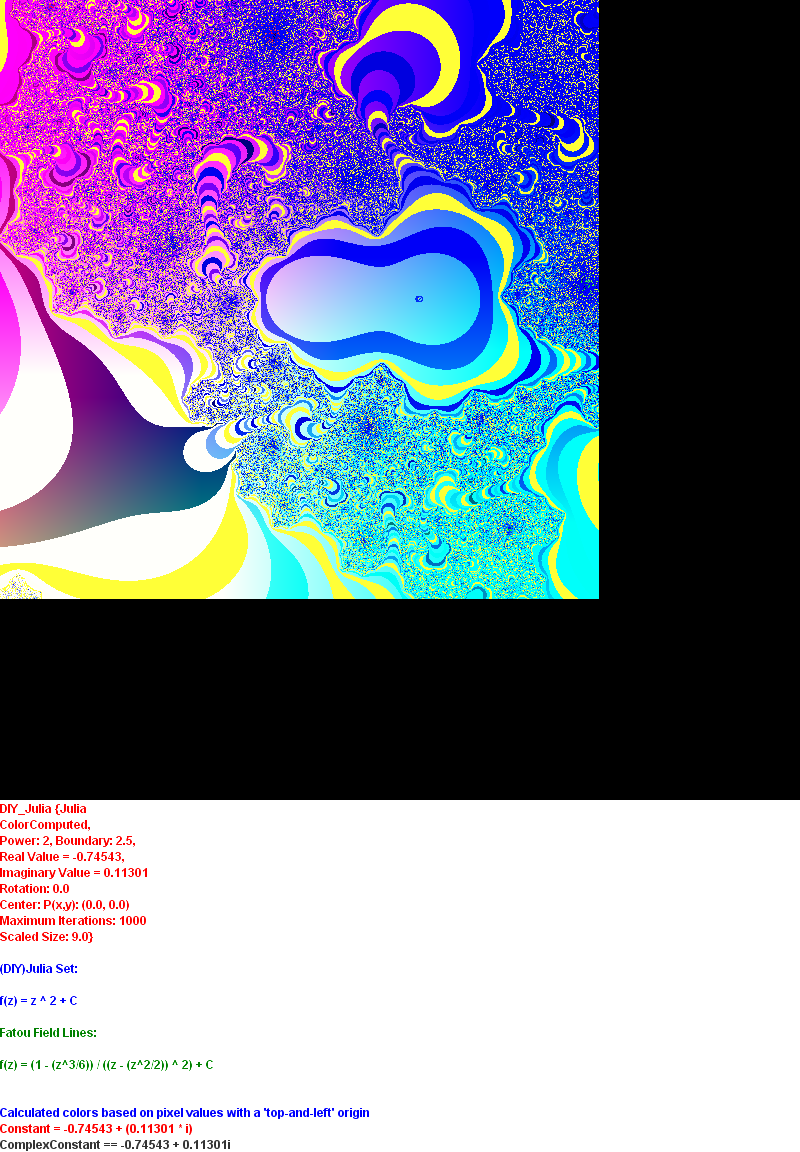 DIY_Julia {Julia
ColorComputed,
Power: 2, Boundary: 2.5,
Real Value = -0.74543,
Imaginary Value = 0.11301
Rotation: 0.0
Center: P(x,y): (0.0, 0.0)
Maximum Iterations: 1000
Scaled Size: 9.0}
(DIY)Julia Set:
f(z) = z ^ 2 + C
Fatou Field Lines:
f(z) = (1 - (z^3/6)) / ((z - (z^2/2)) ^ 2) + C
Calculated colors based on pixel values with a 'top-and-left' origin
Constant = -0.74543 + (0.11301 * i)
ComplexConstant == -0.74543 + 0.11301i